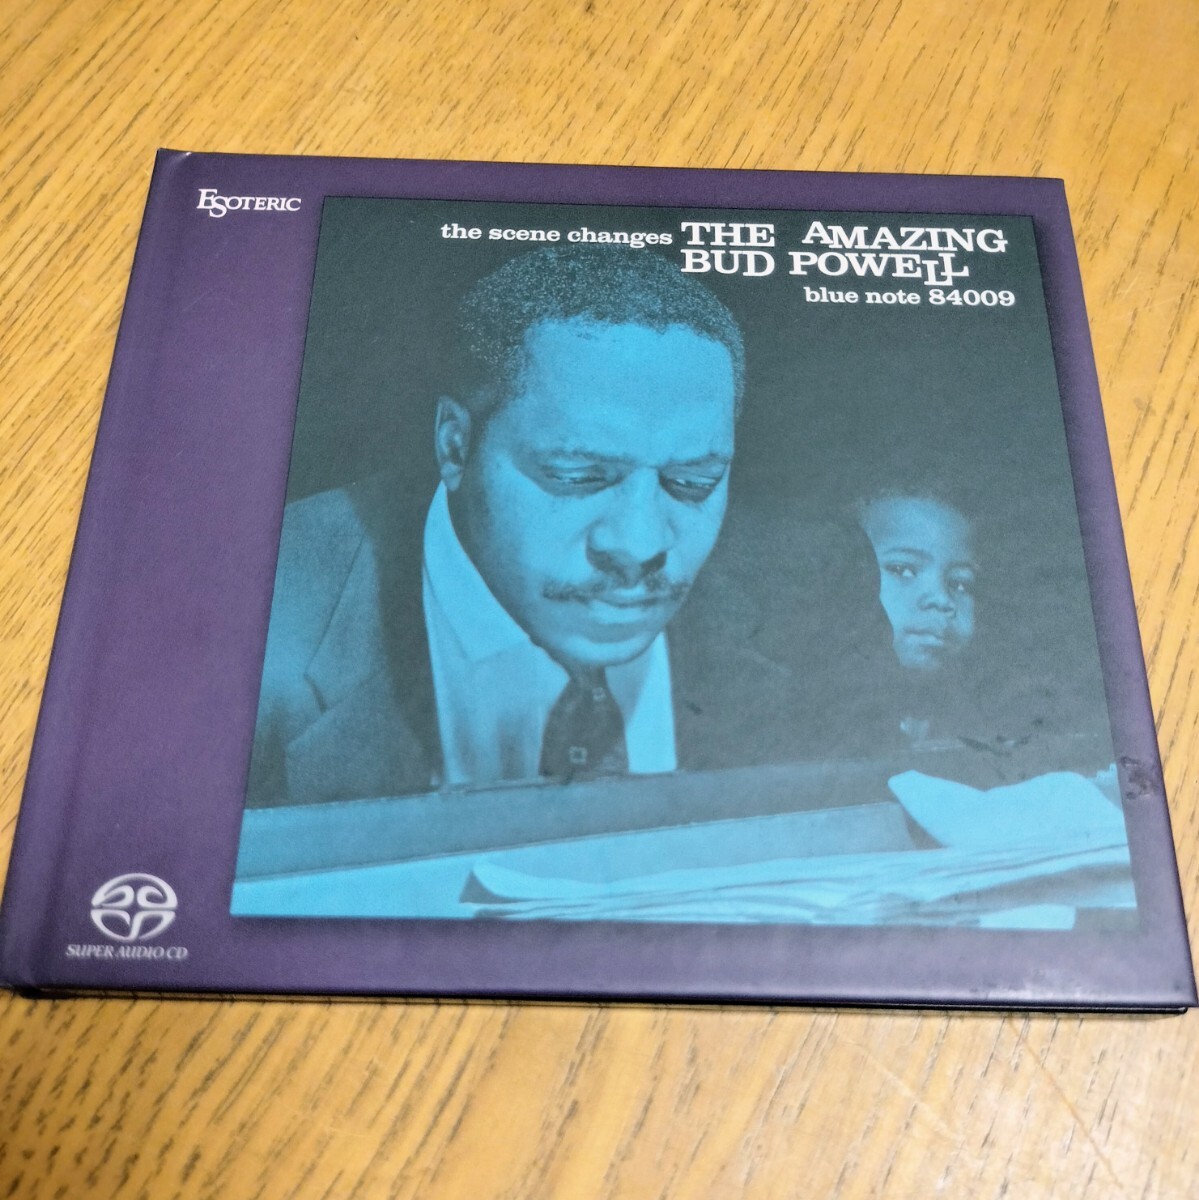 ESOTERIC
the scene changes THE AMAZING
BUD POWELL
blue note 84009
SUPER AUDIO CD